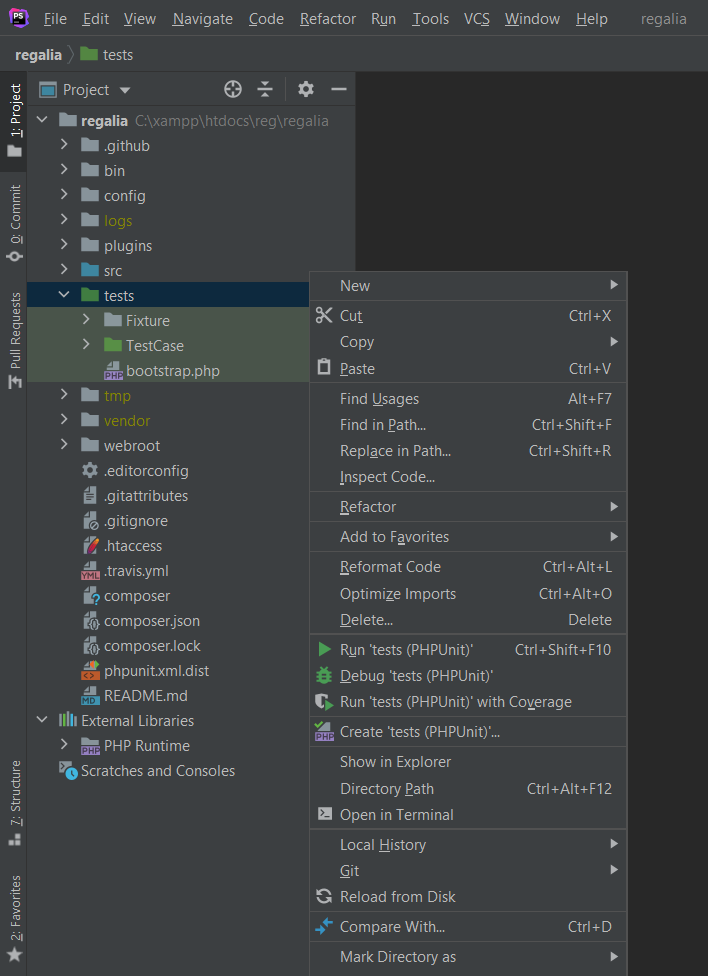 PS File Edit View Navigate Code Refactor Run Tools VCS Window Help regalia
regalia tests
1: Project
0: Commit
Pull Requests
7: Structure
2: Favorites
Project
regalia C:\xampp\htdocs\reg\regalia
.github
bin
config
logs
plugins
src
tests
Fixture
TestCase
PHP bootstrap.php
tmp
vendor
webroot
.editorconfig
.gitattributes
.gitignore
.htaccess
YML .travis.yml
composer
composer.json
composer.lock
phpunit.xml.dist
MD README.md
External Libraries
PHP PHP Runtime
Scratches and Consoles
New
Cut Ctrl+X
Copy
Paste Ctrl+V
Find Usages Alt+F7
Find in Path... Ctrl+Shift+F
Replace in Path... Ctrl+Shift+R
Inspect Code...
Refactor
Add to Favorites
Reformat Code Ctrl+Alt+L
Optimize Imports Ctrl+Alt+O
Delete... Delete
Run 'tests (PHPUnit)' Ctrl+Shift+F10
Debug 'tests (PHPUnit)'
Run 'tests (PHPUnit)' with Coverage
PHP Create 'tests (PHPUnit)'...
Show in Explorer
Directory Path Ctrl+Alt+F12
Open in Terminal
Local History
Git
Reload from Disk
Compare With... Ctrl+D
Mark Directory as